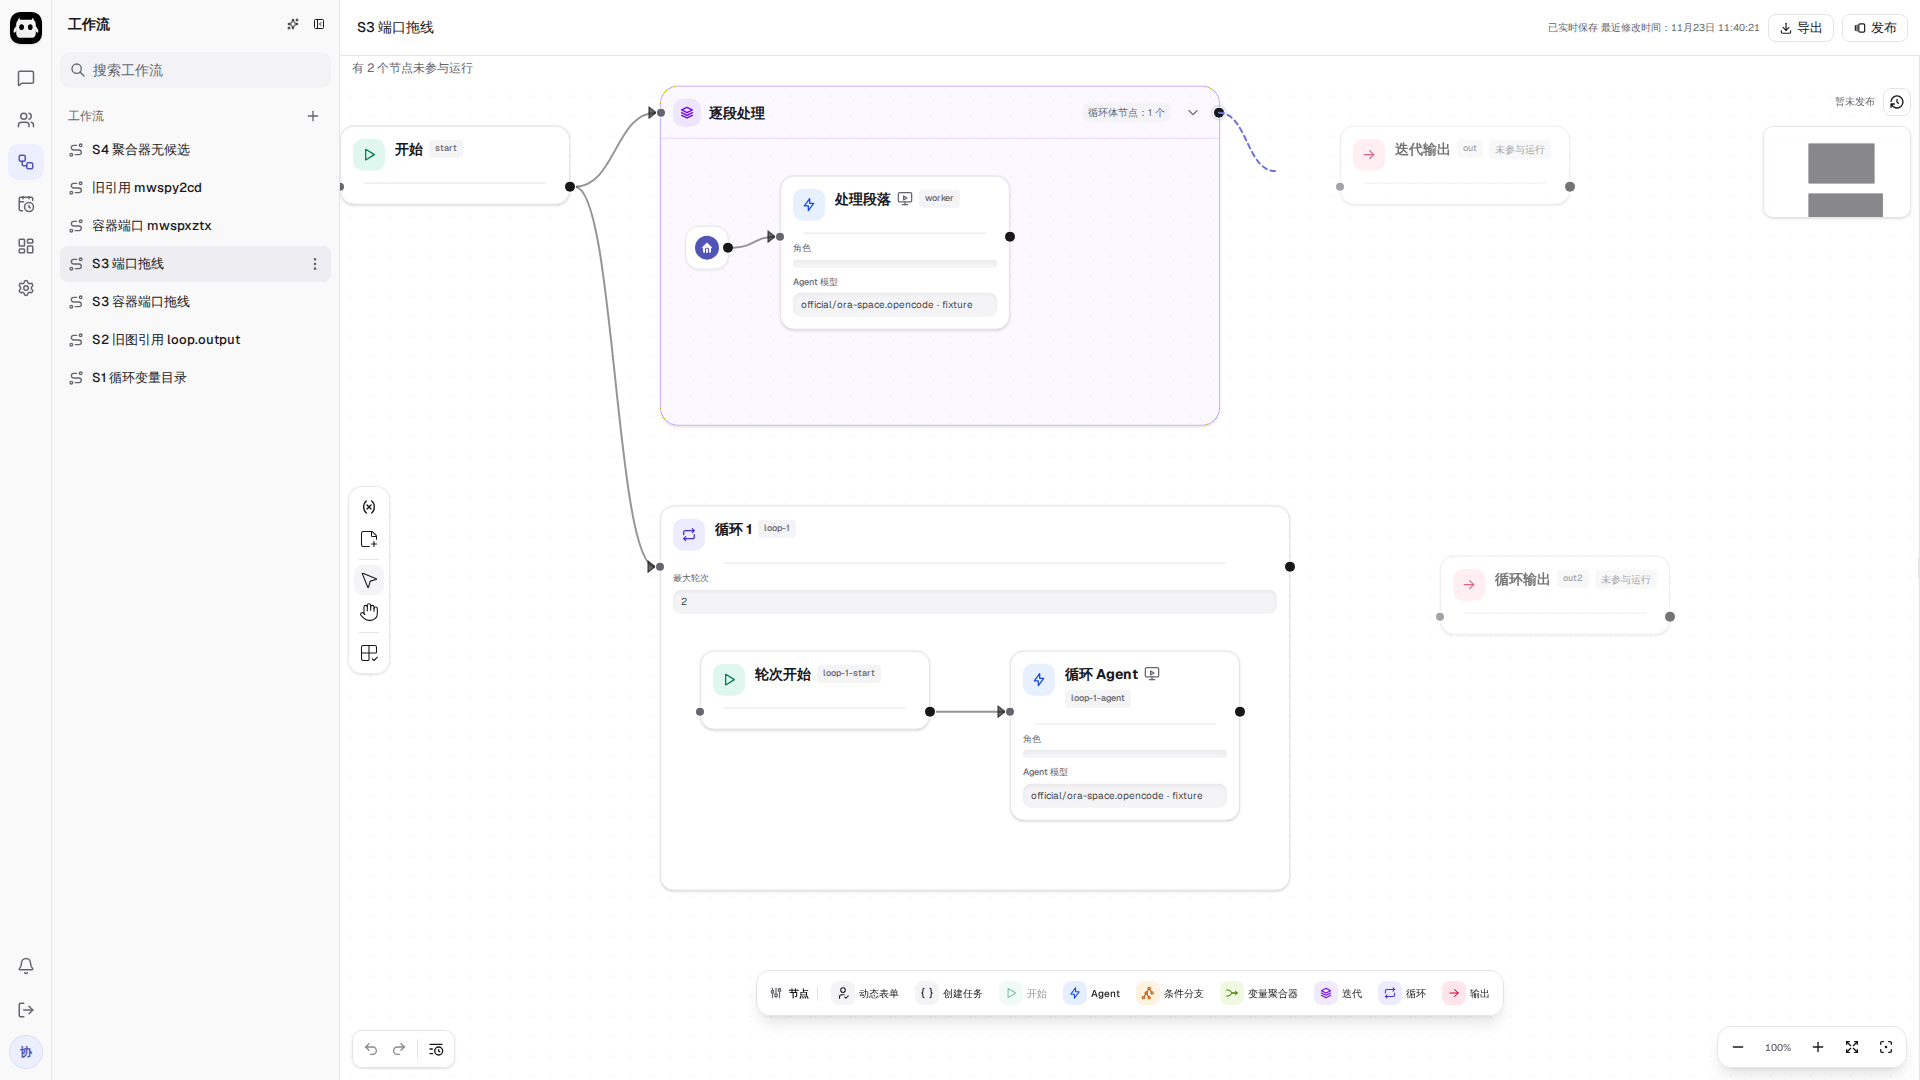 工作流
搜索工作流
工作流
S4 聚合器无候选
旧引用 mwspy2cd
容器端口 mwspxztx
S3 端口拖线
S3 容器端口拖线
S2 旧图引用 loop.output
S1 循环变量目录
协
S3 端口拖线
已实时保存 最近修改时间：11月23日 11:40:21
导出
发布
有 2 个节点未参与运行
暂未发布
开始 start
逐段处理
循环体节点：1 个
处理段落 worker
角色
Agent 模型
official/ora-space.opencode · fixture
迭代输出 out 未参与运行
循环 1 loop-1
最大轮次
2
轮次开始 loop-1-start
循环 Agent
loop-1-agent
角色
Agent 模型
official/ora-space.opencode · fixture
循环输出 out2 未参与运行
节点 动态表单 创建任务 开始 Agent 条件分支 变量聚合器 迭代 循环 输出
100%